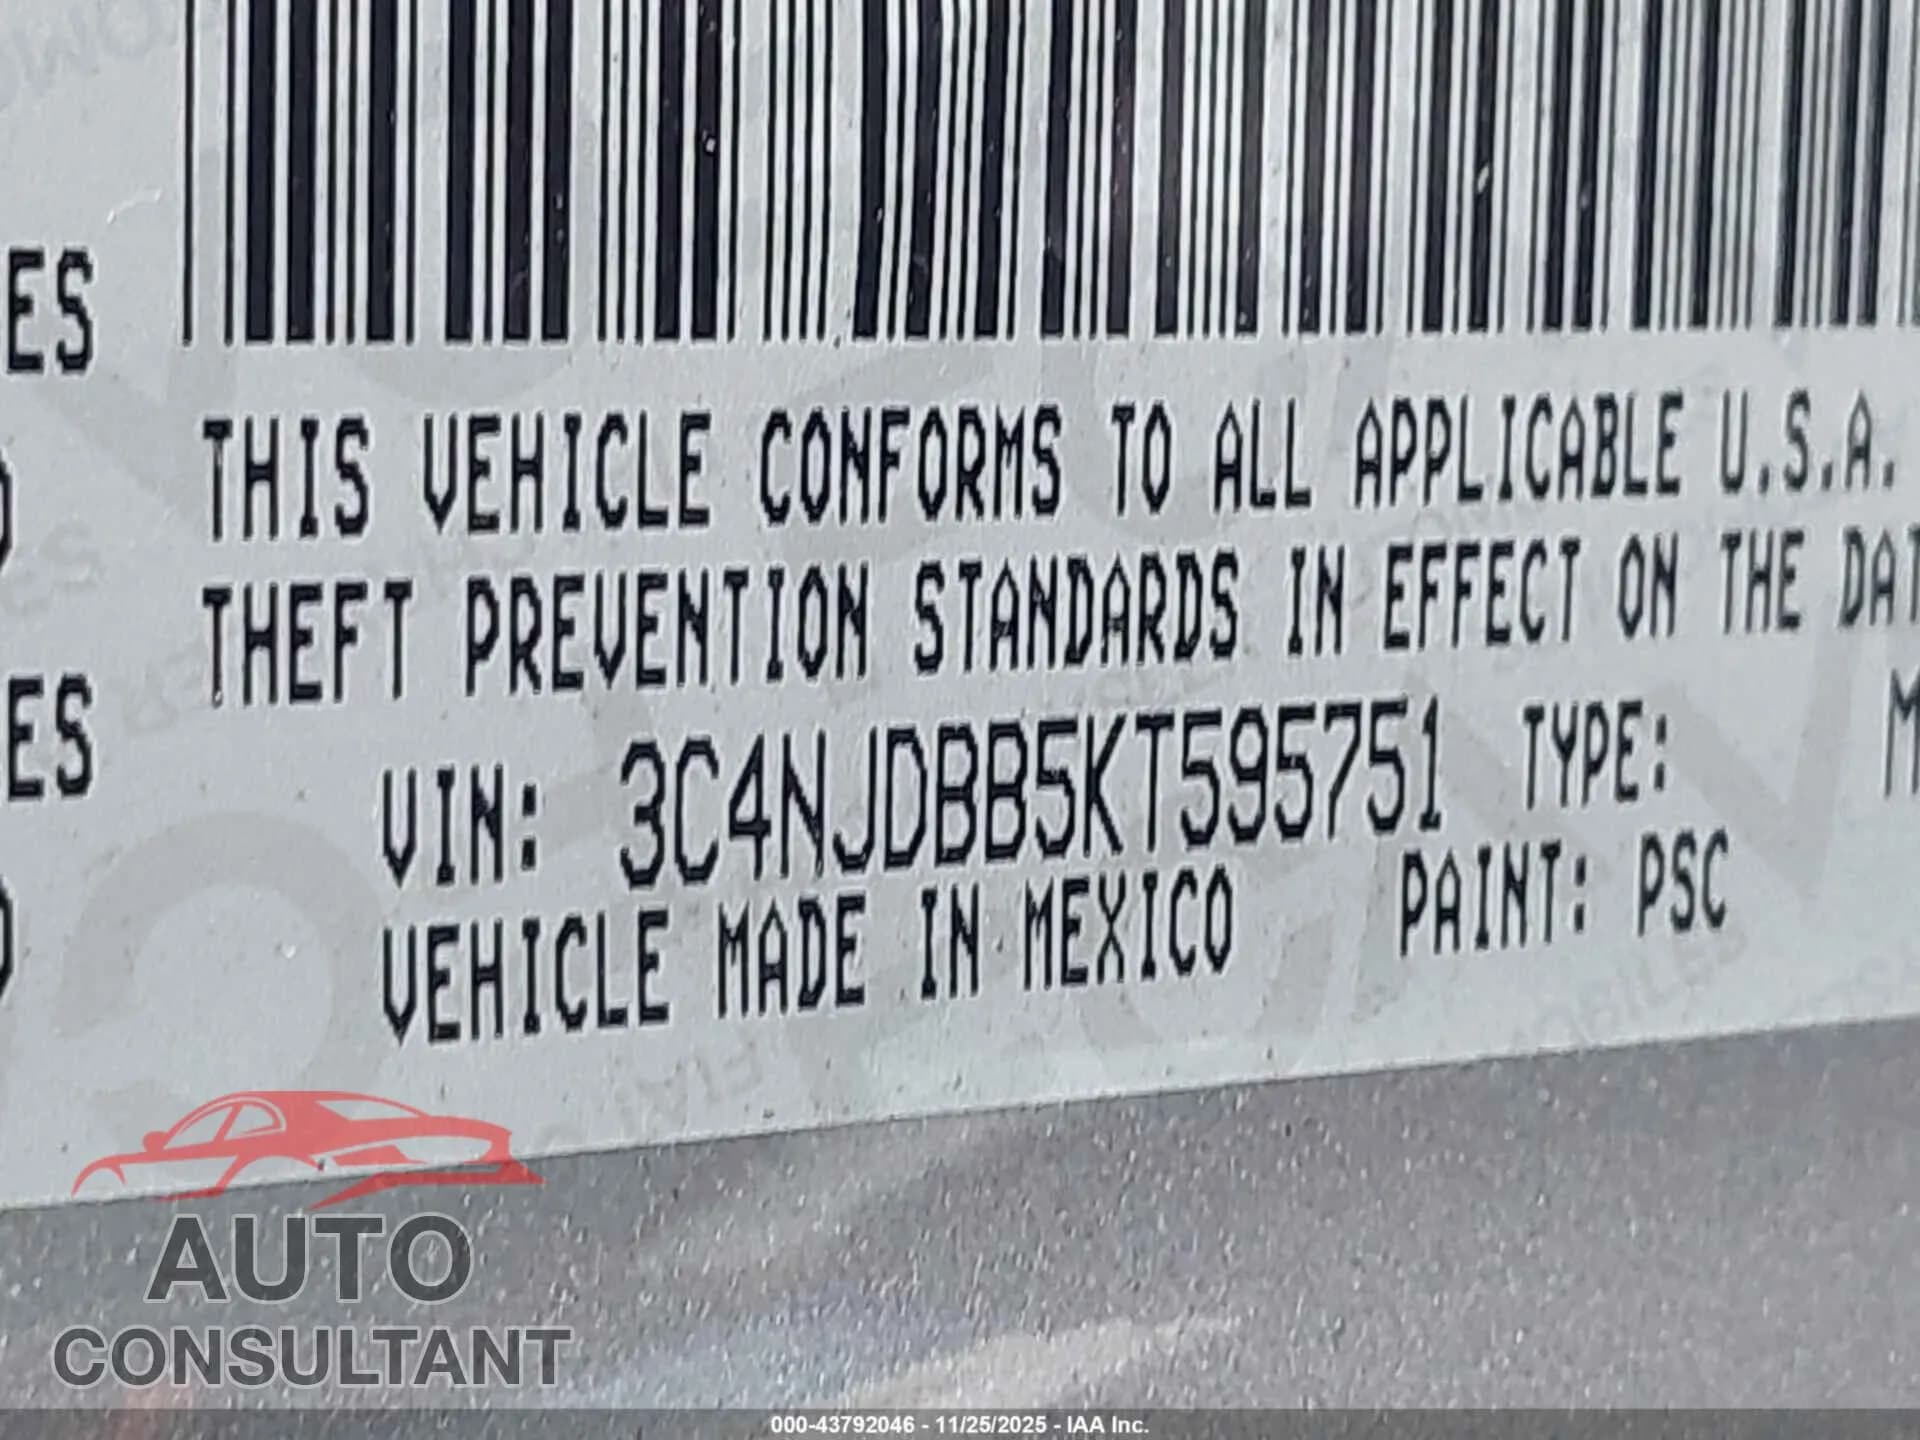 ES
THIS VEHICLE CONFORMS TO ALL APPLICABLE U.S.A.
THEFT PREVENTION STANDARDS IN EFFECT ON THE DAT
ES
VIN: 3C4NJDBB5KT595751 TYPE: M
VEHICLE MADE IN MEXICO PAINT: PSC
AUTO
CONSULTANT
000-43792046 - 11/25/2025 - IAA Inc.